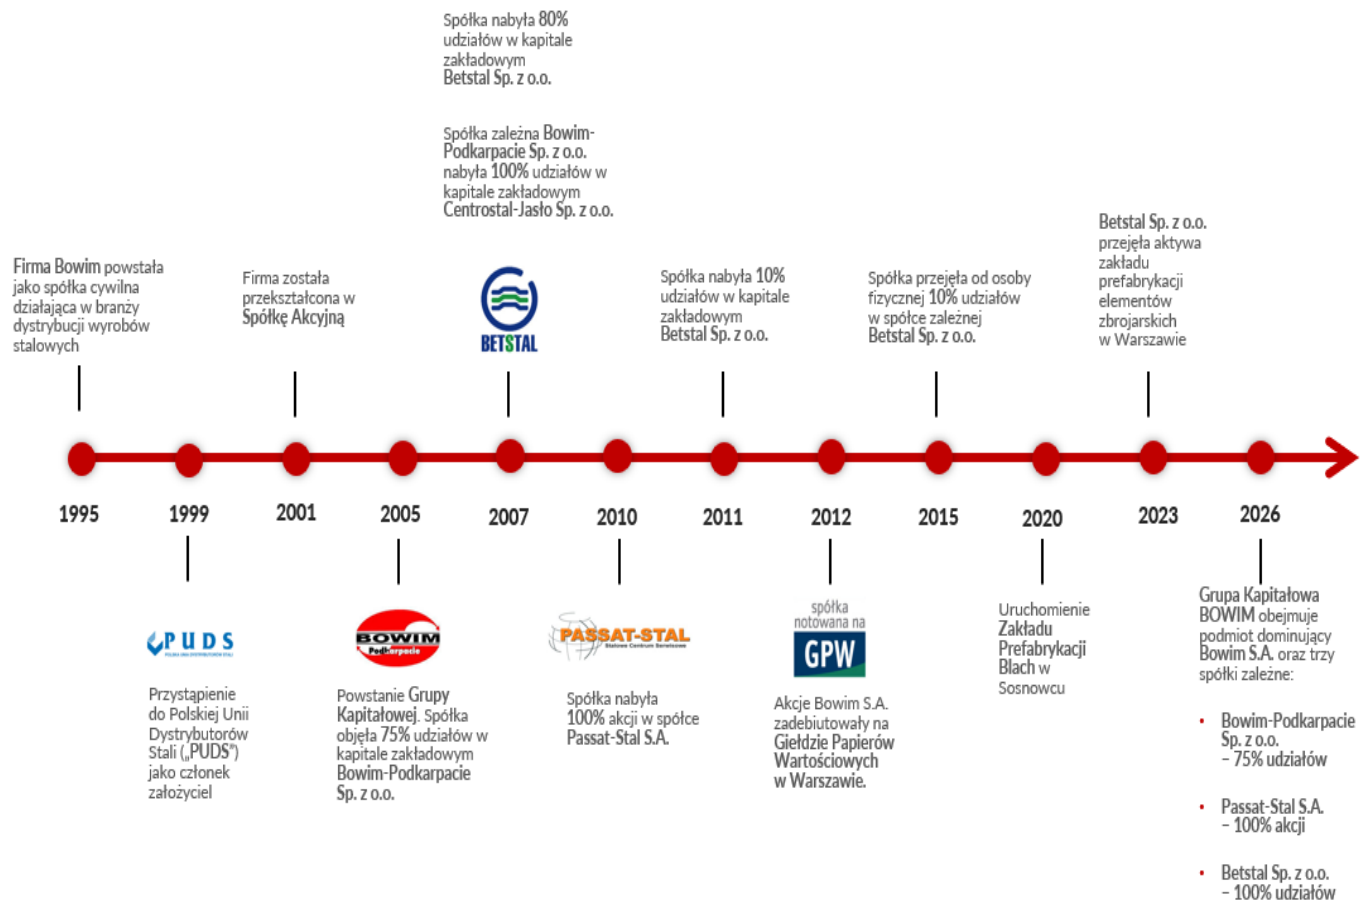 Spółka nabyła 80%
udziałów w kapitale
zakładowym
Betstal Sp. z o.o.
Spółka zależna Bowim-
Podkarpacie Sp. z o.o.
nabyła 100% udziałów w
kapitale zakładowym
Centrostal-Jasło Sp. z o.o.
Firma Bowim powstała
jako spółka cywilna
działająca w branży
dystrybucji wyrobów
stalowych
Firma została
przekształcona w
Spółkę Akcyjną
BETSTAL
Spółka nabyła 10%
udziałów w kapitale
zakładowym
Betstal Sp. z o.o.
Spółka przejęła od osoby
fizycznej 10% udziałów
w spółce zależnej
Betstal Sp. z o.o.
Betstal Sp. z o.o.
przejęła aktywa
zakładu
prefabrykacji
elementów
zbrojarskich
w Warszawie
1995
1999
2001
2005
2007
2010
2011
2012
2015
2020
2023
2026
PUDS
POLSKA UNIA DYSTRYBUTORÓW STALI
Przystąpienie
do Polskiej Unii
Dystrybutorów
Stali („PUDS”)
jako członek
założyciel
BOWIM
Podkarpacie
Powstanie Grupy
Kapitałowej. Spółka
objęła 75% udziałów w
kapitale zakładowym
Bowim-Podkarpacie
Sp. z o.o.
PASSAT-STAL
Stalowe Centrum Serwisowe
Spółka nabyła
100% akcji w spółce
Passat-Stal S.A.
spółka
notowana na
GPW
Akcje Bowim S.A.
zadebiutowały na
Giełdzie Papierów
Wartościowych
w Warszawie.
Uruchomienie
Zakładu
Prefabrykacji
Blach w
Sosnowcu
Grupa Kapitałowa
BOWIM obejmuje
podmiot dominujący
Bowim S.A. oraz trzy
spółki zależne:
• Bowim-Podkarpacie
Sp. z o.o.
– 75% udziałów
• Passat-Stal S.A.
– 100% akcji
• Betstal Sp. z o.o.
– 100% udziałów